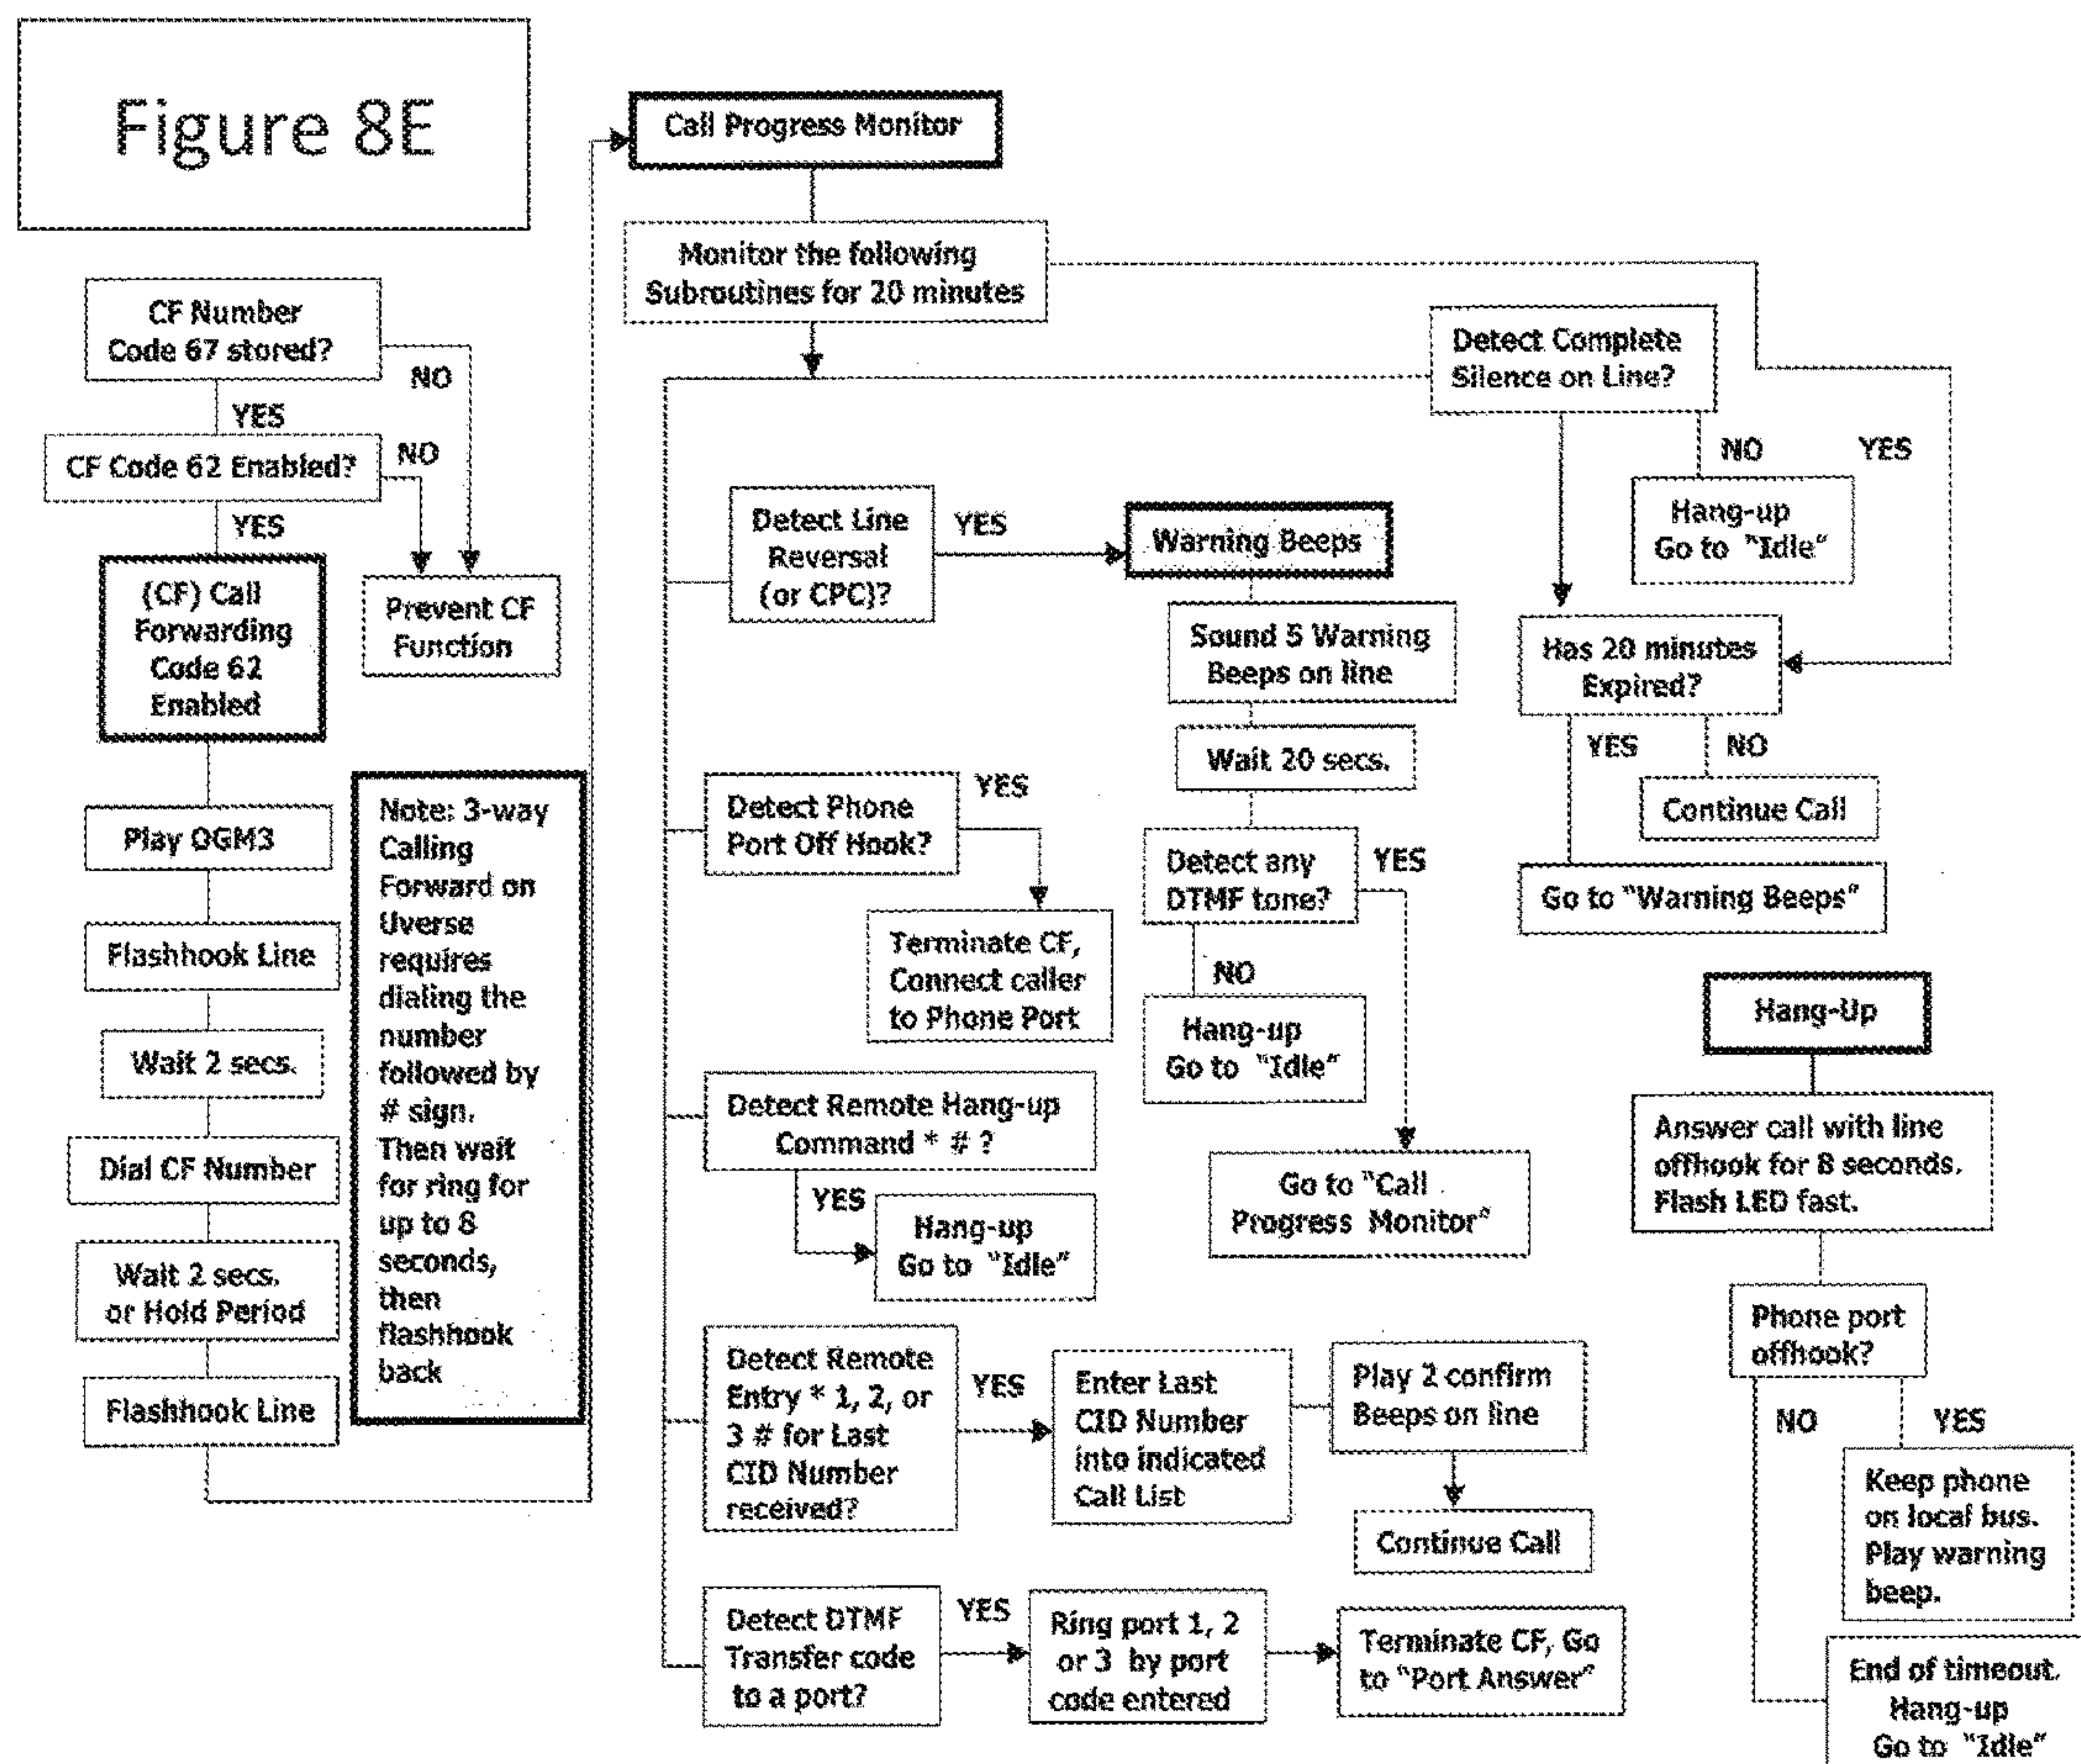 Figure 8E
CF Number
Code 67 stored?
NO
YES
CF Code 62 Enabled?
NO
YES
(CF) Call
Forwarding
Code 62
Enabled
Prevent CF
Function
Play OGM3
Flashhook Line
Wait 2 secs.
Dial CF Number
Wait 2 secs.
or Hold Period
Flashhook Line
Note: 3-way
Calling
Forward on
Uverse
requires
dialing the
number
followed by
# sign.
Then wait
for ring for
up to 8
seconds,
then
flashhook
back
Call Progress Monitor
Monitor the following
Subroutines for 20 minutes
Detect Complete
Silence on Line?
NO
YES
Hang-up
Go to "Idle"
Has 20 minutes
Expired?
YES
NO
Continue Call
Go to "Warning Beeps"
Detect Line
Reversal
(or CPC)?
YES
Warning Beeps
Sound 5 Warning
Beeps on line
Wait 20 secs.
Detect any
DTMF tone?
YES
NO
Hang-up
Go to "Idle"
Go to "Call
Progress Monitor"
Detect Phone
Port Off Hook?
YES
Terminate CF,
Connect caller
to Phone Port
Detect Remote Hang-up
Command * # ?
YES
Hang-up
Go to "Idle"
Detect Remote
Entry * 1, 2, or
3 # for Last
CID Number
received?
YES
Enter Last
CID Number
into indicated
Call List
Play 2 confirm
Beeps on line
Continue Call
Detect DTMF
Transfer code
to a port?
YES
Ring port 1, 2
or 3 by port
code entered
Terminate CF, Go
to "Port Answer"
Hang-Up
Answer call with line
offhook for 8 seconds.
Flash LED fast.
Phone port
offhook?
NO
YES
Keep phone
on local bus.
Play warning
beep.
End of timeout.
Hang-up
Go to "Idle"